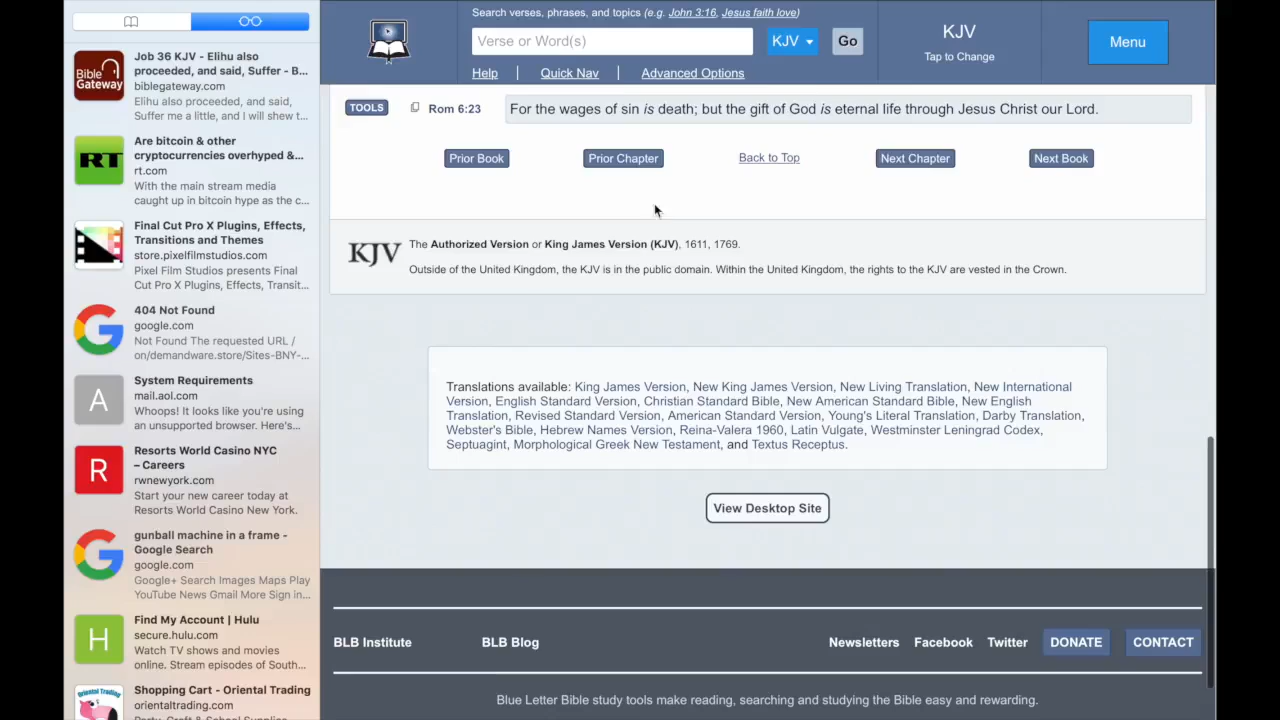 Job 36 KJV - Elihu also
proceeded, and said, Suffer - B...
biblegateway.com
Elihu also proceeded, and said,
Suffer me a little, and I will shew t...
Bible
Gateway
Are bitcoin & other
cryptocurrencies overhyped &...
rt.com
With the main stream media
caught up in bitcoin hype as the c...
RT
Final Cut Pro X Plugins, Effects,
Transitions and Themes
store.pixelfilmstudios.com
Pixel Film Studios presents Final
Cut Pro X Plugins, Effects, Transit...
404 Not Found
google.com
Not Found The requested URL /
on/demandware.store/Sites-BNY-...
G
System Requirements
mail.aol.com
Whoops! It looks like you're using
an unsupported browser. Here's...
A
Resorts World Casino NYC
– Careers
rwnewyork.com
Start your new career today at
Resorts World Casino New York.
R
gunball machine in a frame -
Google Search
google.com
Google+ Search Images Maps Play
YouTube News Gmail More Sign in...
G
Find My Account | Hulu
secure.hulu.com
Watch TV shows and movies
online. Stream episodes of South...
H
Shopping Cart - Oriental Trading
orientaltrading.com
Oriental Trading
Search verses, phrases, and topics (e.g. John 3:16, Jesus faith love)
Verse or Word(s)
KJV
Go
Help | Quick Nav | Advanced Options
KJV
Tap to Change
Menu
TOOLS
Rom 6:23
For the wages of sin is death; but the gift of God is eternal life through Jesus Christ our Lord.
Prior Book
Prior Chapter
Back to Top
Next Chapter
Next Book
KJV
The Authorized Version or King James Version (KJV), 1611, 1769.
Outside of the United Kingdom, the KJV is in the public domain. Within the United Kingdom, the rights to the KJV are vested in the Crown.
Translations available: King James Version, New King James Version, New Living Translation, New International
Version, English Standard Version, Christian Standard Bible, New American Standard Bible, New English
Translation, Revised Standard Version, American Standard Version, Young's Literal Translation, Darby Translation,
Webster's Bible, Hebrew Names Version, Reina-Valera 1960, Latin Vulgate, Westminster Leningrad Codex,
Septuagint, Morphological Greek New Testament, and Textus Receptus.
View Desktop Site
BLB Institute
BLB Blog
Newsletters
Facebook
Twitter
DONATE
CONTACT
Blue Letter Bible study tools make reading, searching and studying the Bible easy and rewarding.